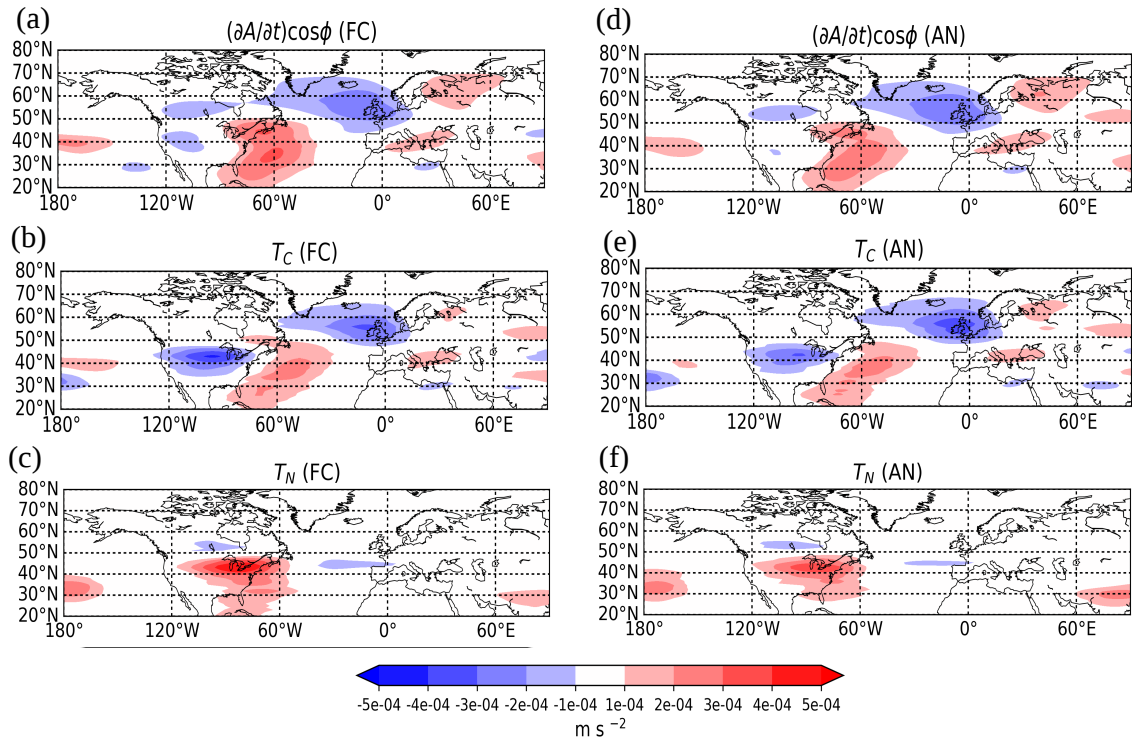 (a)
(∂A/∂t)cosϕ (FC)
80°N
70°N
60°N
50°N
40°N
30°N
20°N
180° 120°W 60°W 0° 60°E
(b)
T_C (FC)
80°N
70°N
60°N
50°N
40°N
30°N
20°N
180° 120°W 60°W 0° 60°E
(c)
T_N (FC)
80°N
70°N
60°N
50°N
40°N
30°N
20°N
180° 120°W 60°W 0° 60°E
(d)
(∂A/∂t)cosϕ (AN)
80°N
70°N
60°N
50°N
40°N
30°N
20°N
180° 120°W 60°W 0° 60°E
(e)
T_C (AN)
80°N
70°N
60°N
50°N
40°N
30°N
20°N
180° 120°W 60°W 0° 60°E
(f)
T_N (AN)
80°N
70°N
60°N
50°N
40°N
30°N
20°N
180° 120°W 60°W 0° 60°E
-5e-04 -4e-04 -3e-04 -2e-04 -1e-04 1e-04 2e-04 3e-04 4e-04 5e-04
m s⁻²